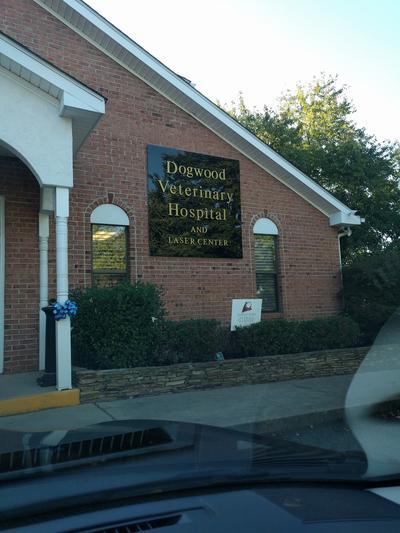 Dogwood
Veterinary
Hospital
AND
LASER CENTER